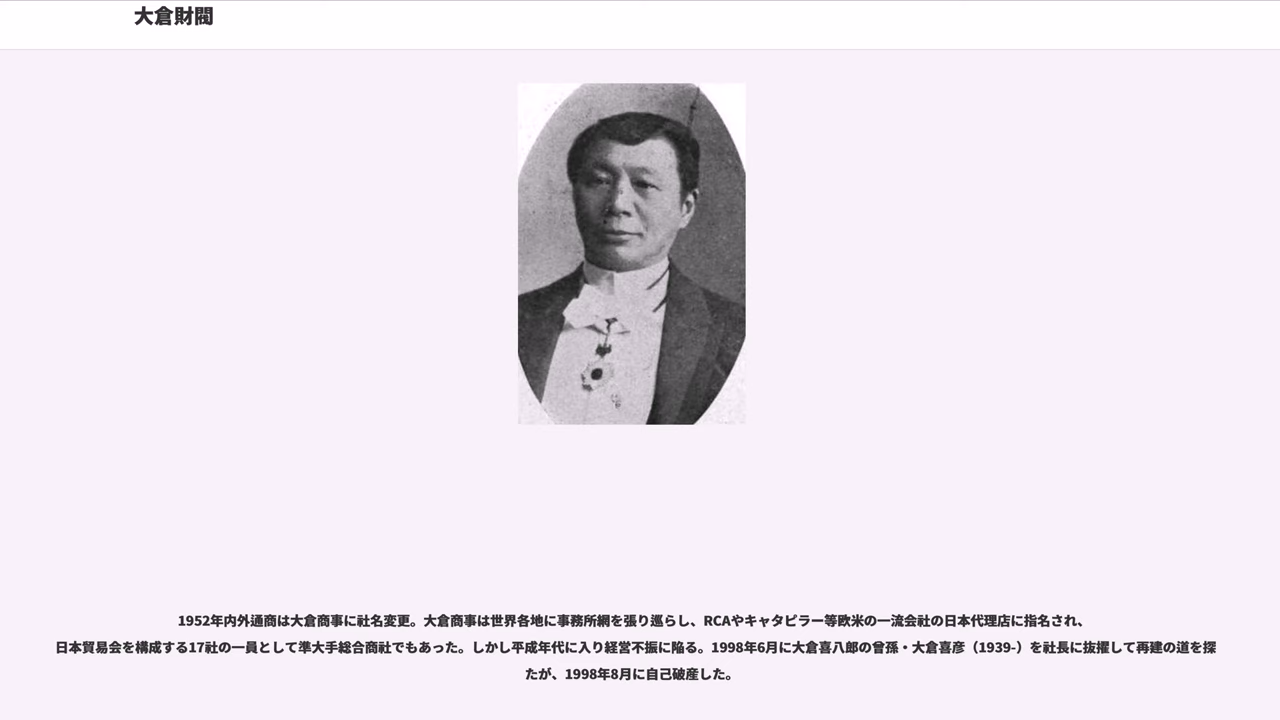 大倉財閥
1952年内外通商は大倉商事に社名変更。大倉商事は世界各地に事務所網を張り巡らし、RCAやキャタピラー等欧米の一流会社の日本代理店に指名され、
日本貿易会を構成する17社の一員として準大手総合商社でもあった。しかし平成年代に入り経営不振に陥る。1998年6月に大倉喜八郎の曾孫・大倉喜彦（1939-）を社長に抜擢して再建の道を探
たが、1998年8月に自己破産した。